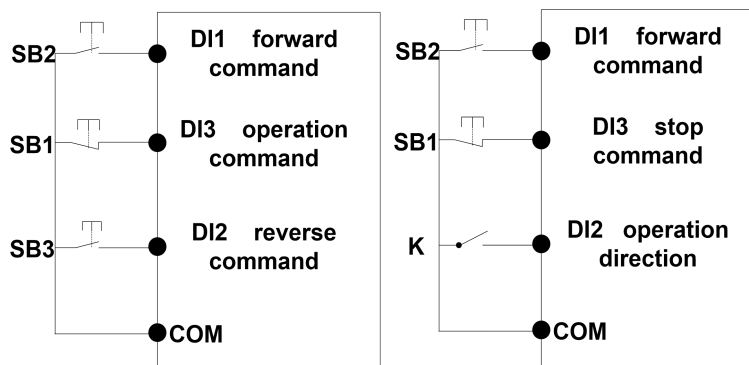 SB2
DI1 forward
command
SB1
DI3 operation
command
SB3
DI2 reverse
command
COM
SB2
DI1 forward
command
SB1
DI3 stop
command
K
DI2 operation
direction
COM